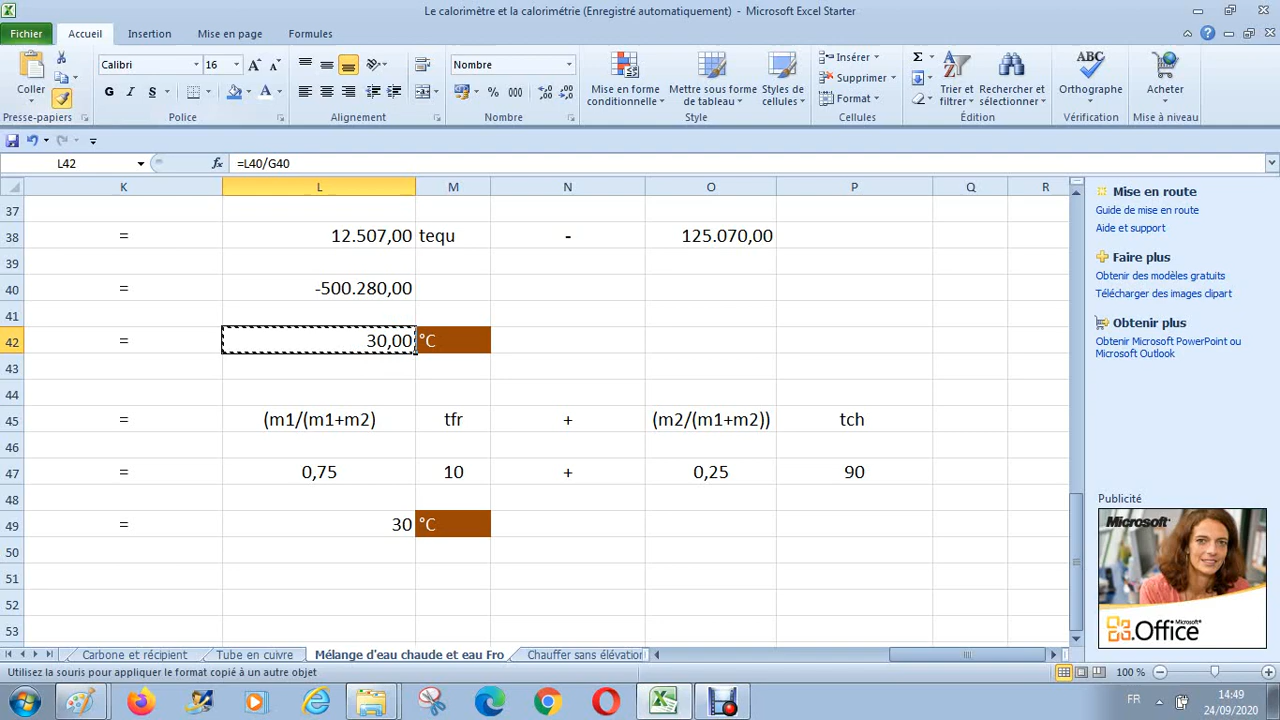 Le calorimètre et la calorimétrie (Enregistré automatiquement) - Microsoft Excel Starter
Fichier Accueil Insertion Mise en page Formules
Coller
Presse-papiers
Calibri 16
G I S
Police
Alignement
Nombre
% 000
Nombre
Mise en forme conditionnelle
Mettre sous forme de tableau
Styles de cellules
Style
Insérer
Supprimer
Format
Cellules
Σ
Trier et filtrer
Rechercher et sélectionner
Édition
ABC
Orthographe
Vérification
Acheter
Mise à niveau
L42 fx =L40/G40
K L M N O P Q R
37
38 = 12.507,00 tequ - 125.070,00
39
40 = -500.280,00
41
42 = 30,00 °C
43
44
45 = (m1/(m1+m2) tfr + (m2/(m1+m2)) tch
46
47 = 0,75 10 + 0,25 90
48
49 = 30 °C
50
51
52
53
Mise en route
Guide de mise en route
Aide et support
Faire plus
Obtenir des modèles gratuits
Télécharger des images clipart
Obtenir plus
Obtenir Microsoft PowerPoint ou
Microsoft Outlook
Publicité
Microsoft
Microsoft
Office
Carbone et récipient Tube en cuivre Mélange d'eau chaude et eau Fro Chauffer sans élévation
Utilisez la souris pour appliquer le format copié à un autre objet
100 %
FR
14:49
24/09/2020